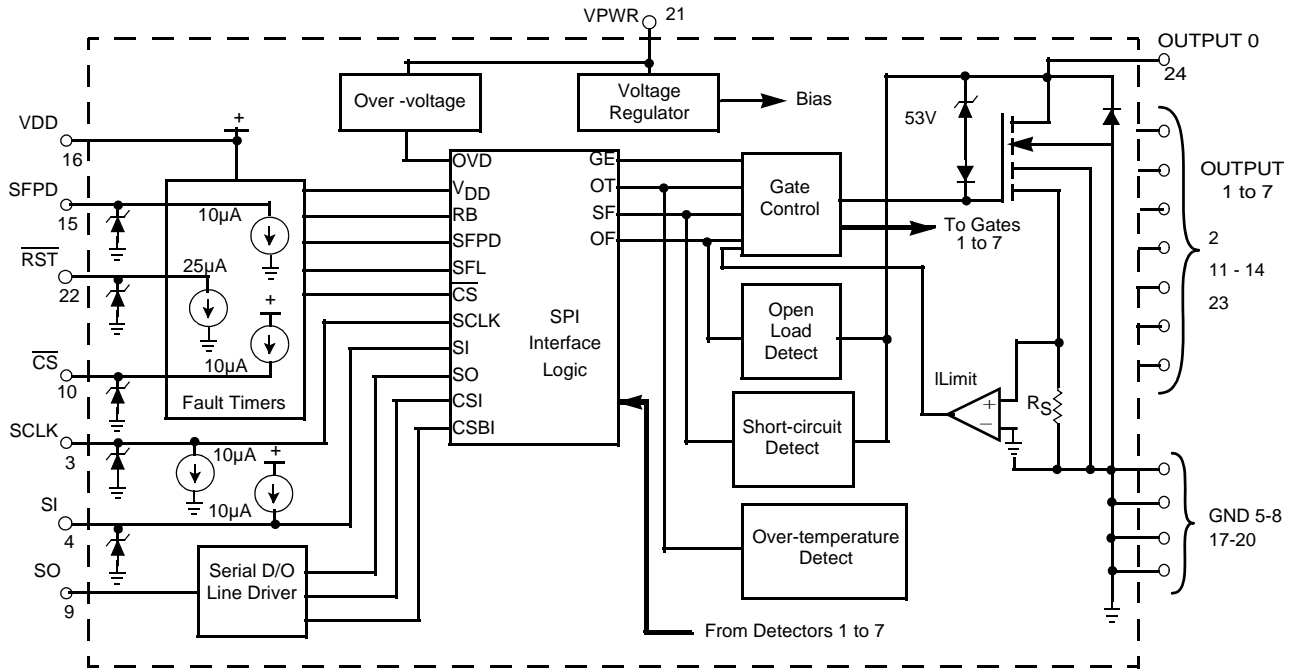 VPWR 21
OUTPUT 0
24
Over -voltage
Voltage
Regulator
Bias
53V
VDD
16
+
SFPD
15
10µA
RST
22
25µA
+
10µA
CS
10
Fault Timers
SCLK
3
10µA
+
10µA
SI
4
SO
9
Serial D/O
Line Driver
OVD
VDD
RB
SFPD
SFL
CS
SCLK
SI
SO
CSI
CSBI
GE
OT
SF
OF
SPI
Interface
Logic
Gate
Control
To Gates
1 to 7
Open
Load
Detect
Short-circuit
Detect
Over-temperature
Detect
From Detectors 1 to 7
ILimit
+
−
RS
OUTPUT
1 to 7
2
11 - 14
23
GND 5-8
17-20